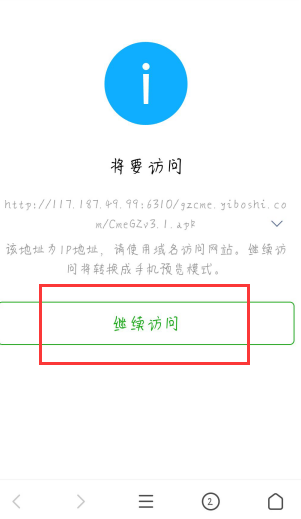 将要访问
http://117.187.49.99:6310/gzcme.yiboshi.co
m/CmeGZv3.1.apk
该地址为IP地址，请使用域名访问网站。继续访
问将转换成手机预览模式。
继续访问
2